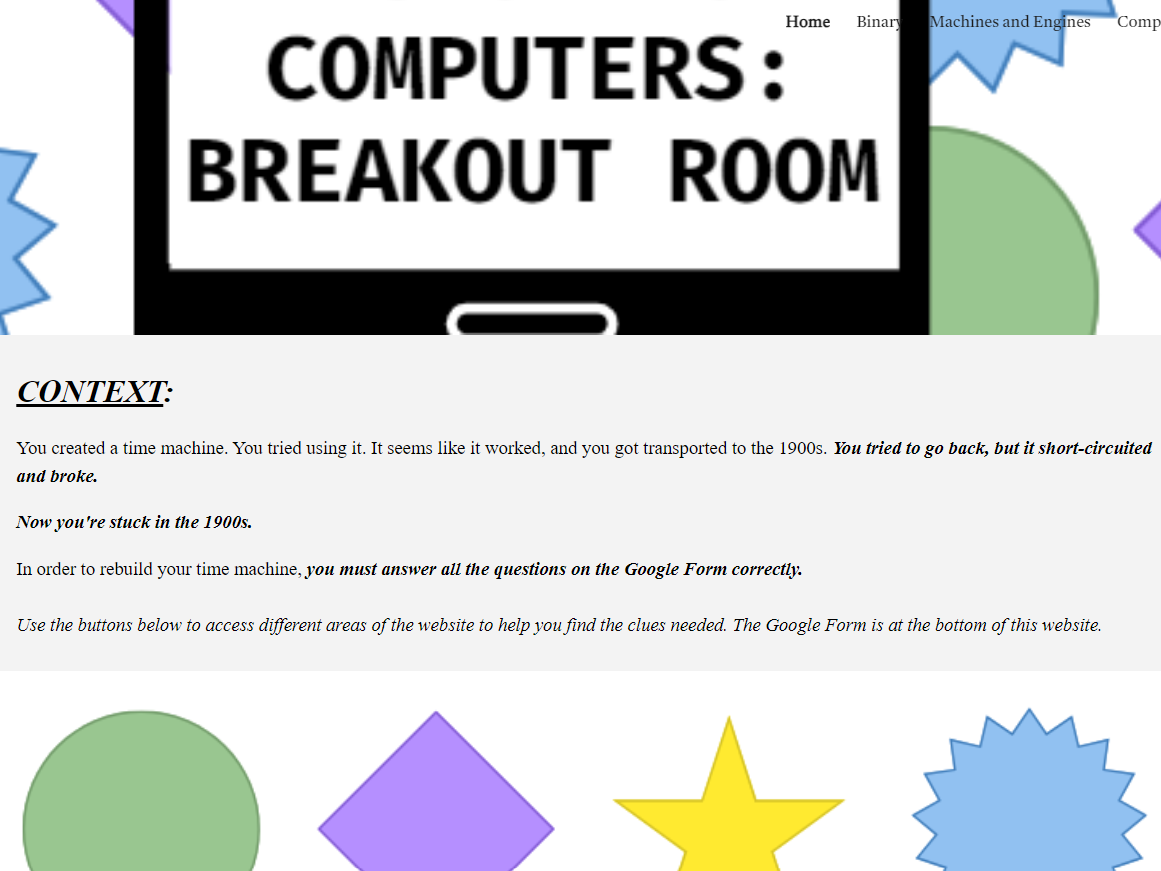 Home Binary Machines and Engines Comp
COMPUTERS:
BREAKOUT ROOM
CONTEXT:
You created a time machine. You tried using it. It seems like it worked, and you got transported to the 1900s. You tried to go back, but it short-circuited
and broke.
Now you're stuck in the 1900s.
In order to rebuild your time machine, you must answer all the questions on the Google Form correctly.
Use the buttons below to access different areas of the website to help you find the clues needed. The Google Form is at the bottom of this website.